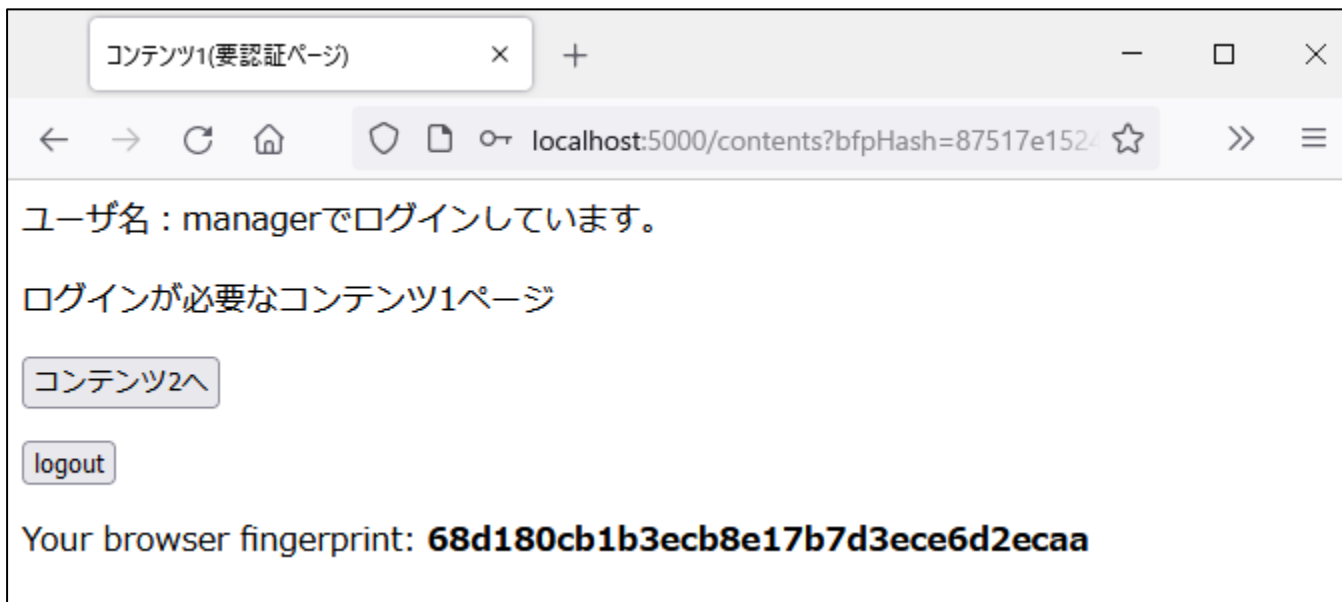 コンテンツ1(要認証ページ)
localhost:5000/contents?bfpHash=87517e1524
ユーザ名：managerでログインしています。
ログインが必要なコンテンツ1ページ
コンテンツ2へ
logout
Your browser fingerprint: 68d180cb1b3ecb8e17b7d3ece6d2ecaa